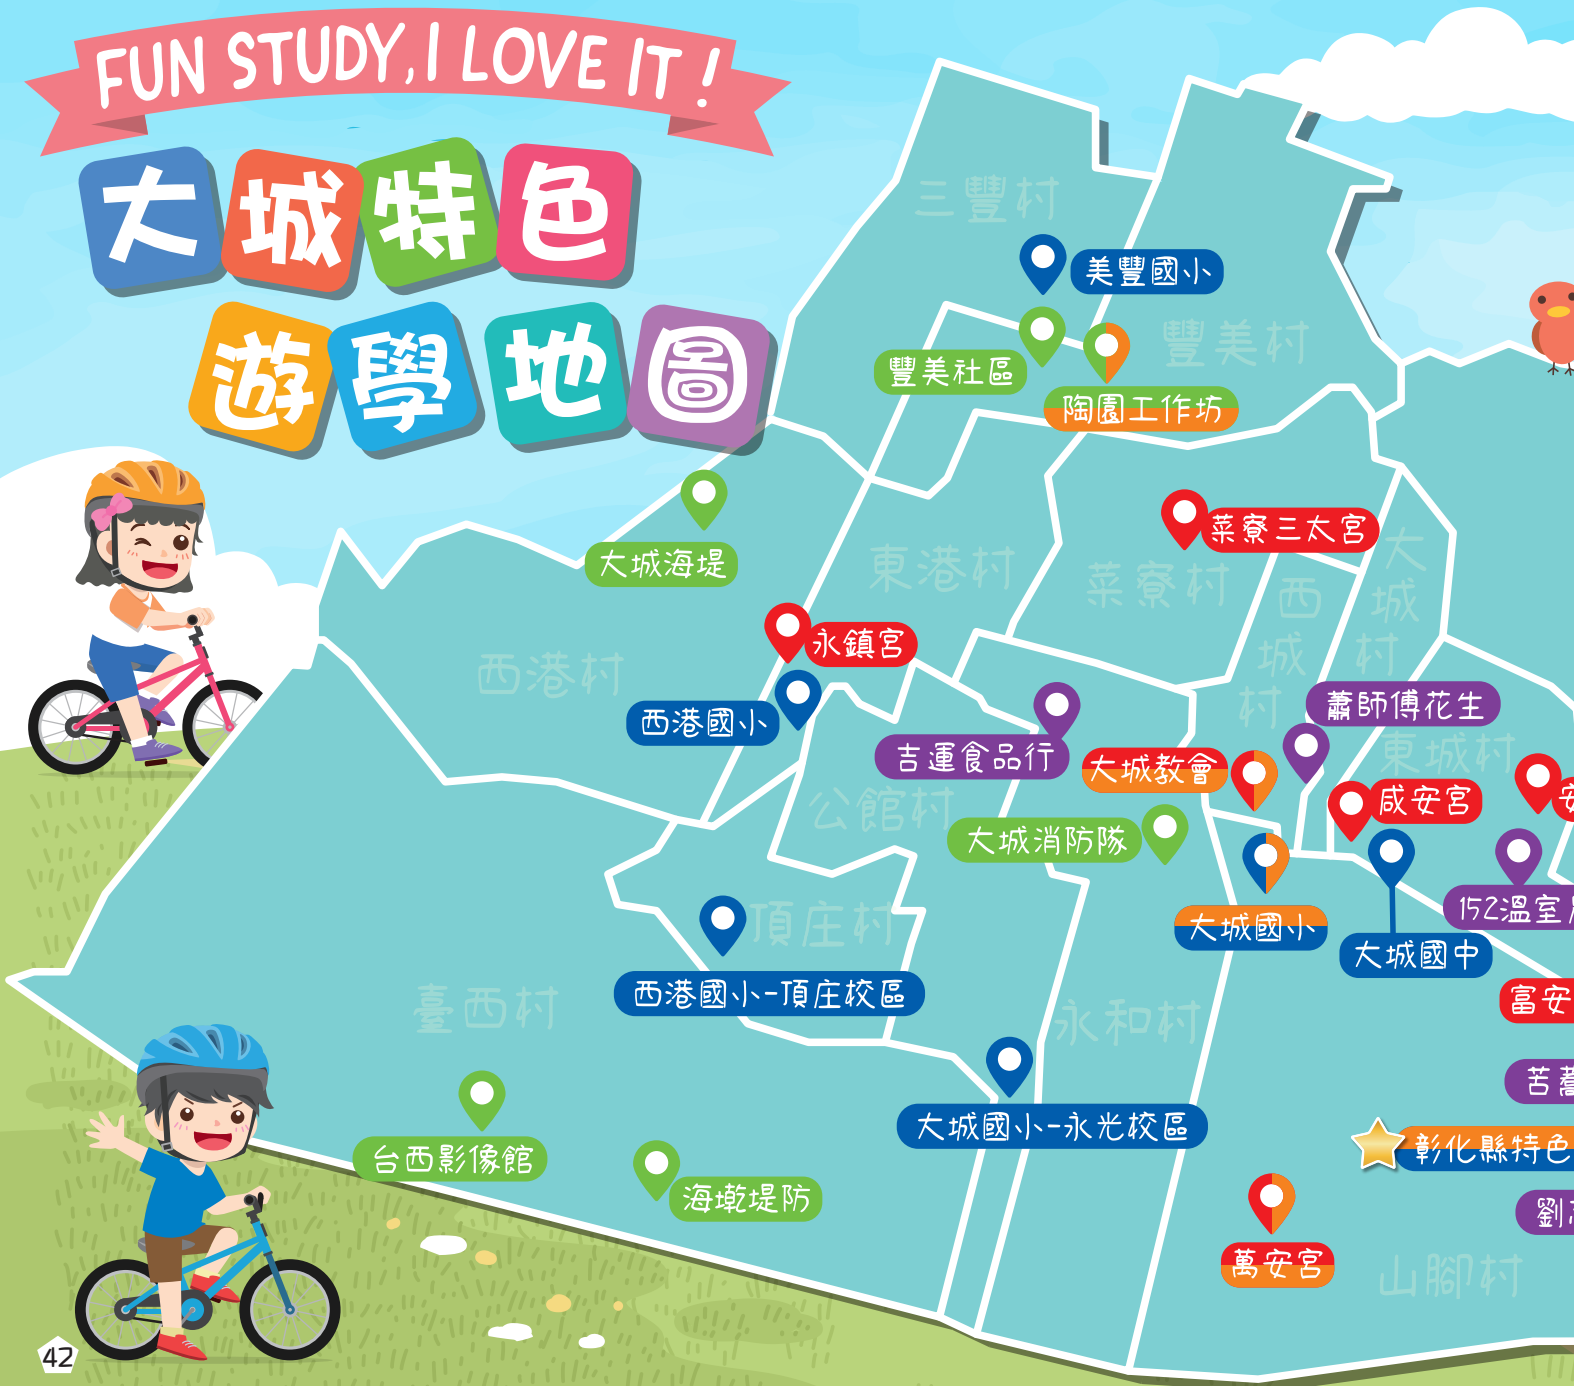 FUN STUDY, I LOVE IT !
大城特色
遊學地圖
三豐村
美豐國小
豐美村
豐美社區
陶園工作坊
大城海堤
菜寮三太宮
東港村
菜寮村
西城村
大城村
永鎮宮
西港村
西港國小
蕭師傅花生
吉運食品行
東城村
大城教會
咸安宮
安
公館村
大城消防隊
152溫室
頂庄村
大城國小
大城國中
西港國小-頂庄校區
富安
臺西村
永和村
苦
大城國小-永光校區
彰化縣特色
台西影像館
海墘堤防
劉
萬安宮
山腳村
42